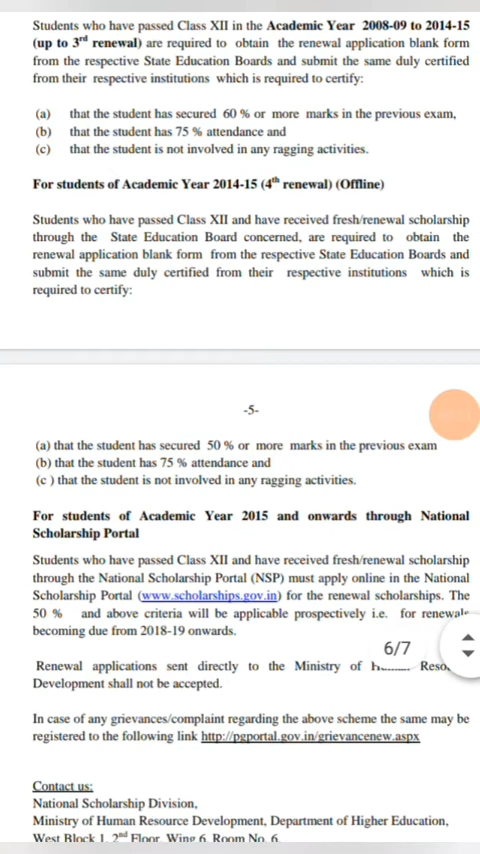 Students who have passed Class XII in the Academic Year 2008-09 to 2014-15
(up to 3rd renewal) are required to obtain the renewal application blank form
from the respective State Education Boards and submit the same duly certified
from their respective institutions which is required to certify:
(a) that the student has secured 60 % or more marks in the previous exam,
(b) that the student has 75 % attendance and
(c) that the student is not involved in any ragging activities.
For students of Academic Year 2014-15 (4th renewal) (Offline)
Students who have passed Class XII and have received fresh/renewal scholarship
through the State Education Board concerned, are required to obtain the
renewal application blank form from the respective State Education Boards and
submit the same duly certified from their respective institutions which is
required to certify:
-5-
(a) that the student has secured 50 % or more marks in the previous exam
(b) that the student has 75 % attendance and
(c ) that the student is not involved in any ragging activities.
For students of Academic Year 2015 and onwards through National
Scholarship Portal
Students who have passed Class XII and have received fresh/renewal scholarship
through the National Scholarship Portal (NSP) must apply online in the National
Scholarship Portal (www.scholarships.gov.in) for the renewal scholarships. The
50 % and above criteria will be applicable prospectively i.e. for renewals
becoming due from 2018-19 onwards.
6/7
Renewal applications sent directly to the Ministry of
Development shall not be accepted.
In case of any grievances/complaint regarding the above scheme the same may be
registered to the following link http://pgportal.gov.in/grievancenew.aspx
Contact us:
National Scholarship Division,
Ministry of Human Resource Development, Department of Higher Education,
West Block 1, 2nd Floor, Wing 6, Room No. 6